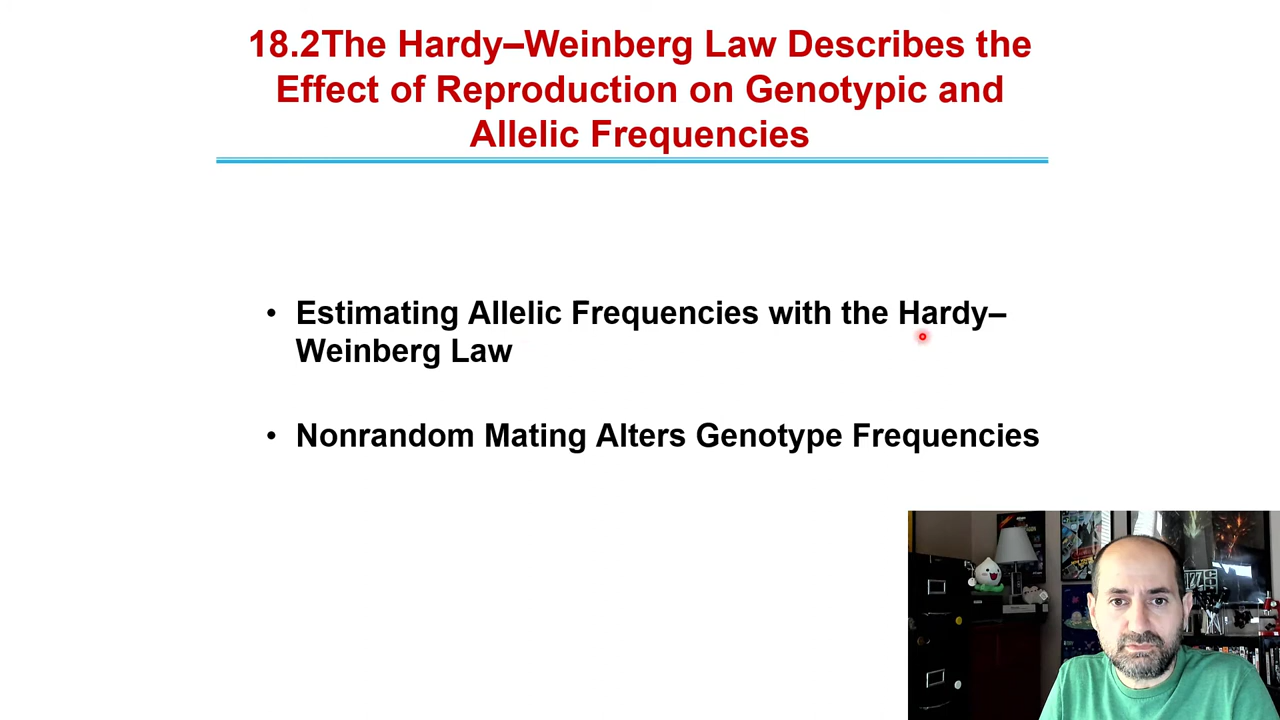 18.2The Hardy–Weinberg Law Describes the
Effect of Reproduction on Genotypic and
Allelic Frequencies
• Estimating Allelic Frequencies with the Hardy–
Weinberg Law
• Nonrandom Mating Alters Genotype Frequencies